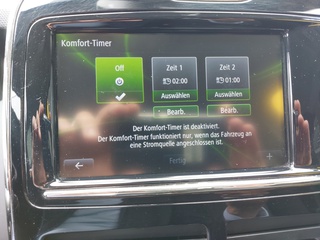 Komfort-Timer
Off Zeit 1 Zeit 2
02:00 01:00
Auswählen Auswählen
Bearb. Bearb.
Der Komfort-Timer ist deaktiviert.
Der Komfort-Timer funktioniert nur, wenn das Fahrzeug an
eine Stromquelle angeschlossen ist.
Fertig +